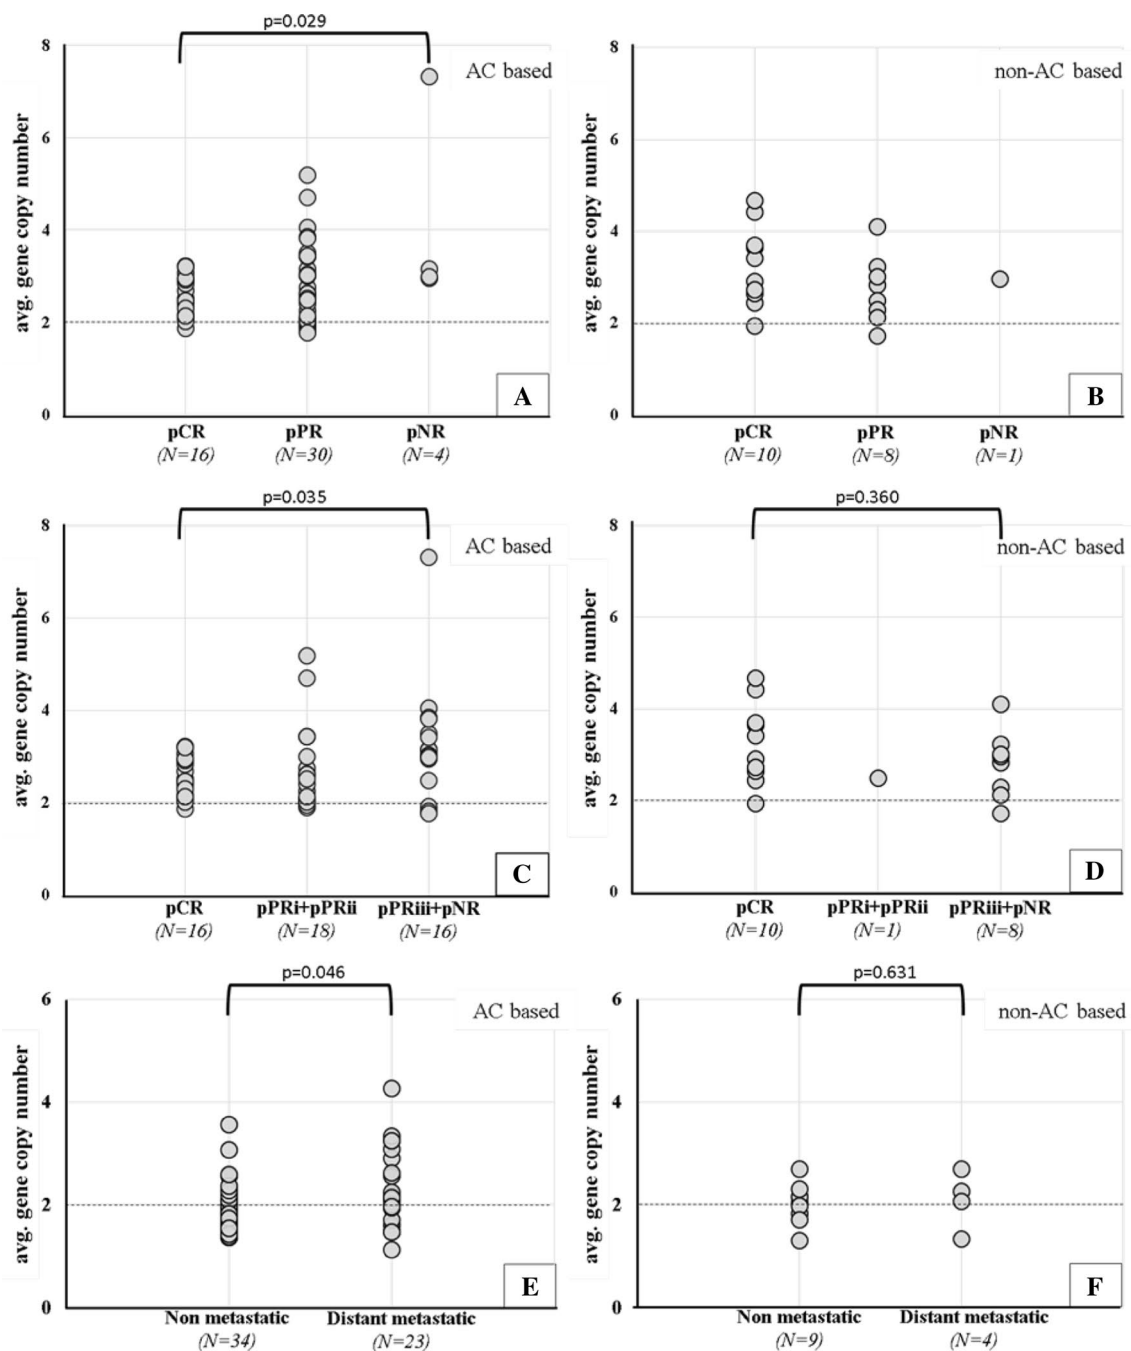 p=0.029
8
AC based
6
4
2
0
avg. gene copy number
A
pCR
pPR
pNR
(N=16)
(N=30)
(N=4)
8
non-AC based
6
4
2
0
avg. gene copy number
B
pCR
pPR
pNR
(N=10)
(N=8)
(N=1)
p=0.035
8
AC based
6
4
2
0
avg. gene copy number
C
pCR
pPRi+pPRii
pPRiii+pNR
(N=16)
(N=18)
(N=16)
p=0.360
8
non-AC based
6
4
2
0
avg. gene copy number
D
pCR
pPRi+pPRii
pPRiii+pNR
(N=10)
(N=1)
(N=8)
p=0.046
6
AC based
4
2
0
avg. gene copy number
E
Non metastatic
Distant metastatic
(N=34)
(N=23)
p=0.631
6
non-AC based
4
2
0
avg. gene copy number
F
Non metastatic
Distant metastatic
(N=9)
(N=4)